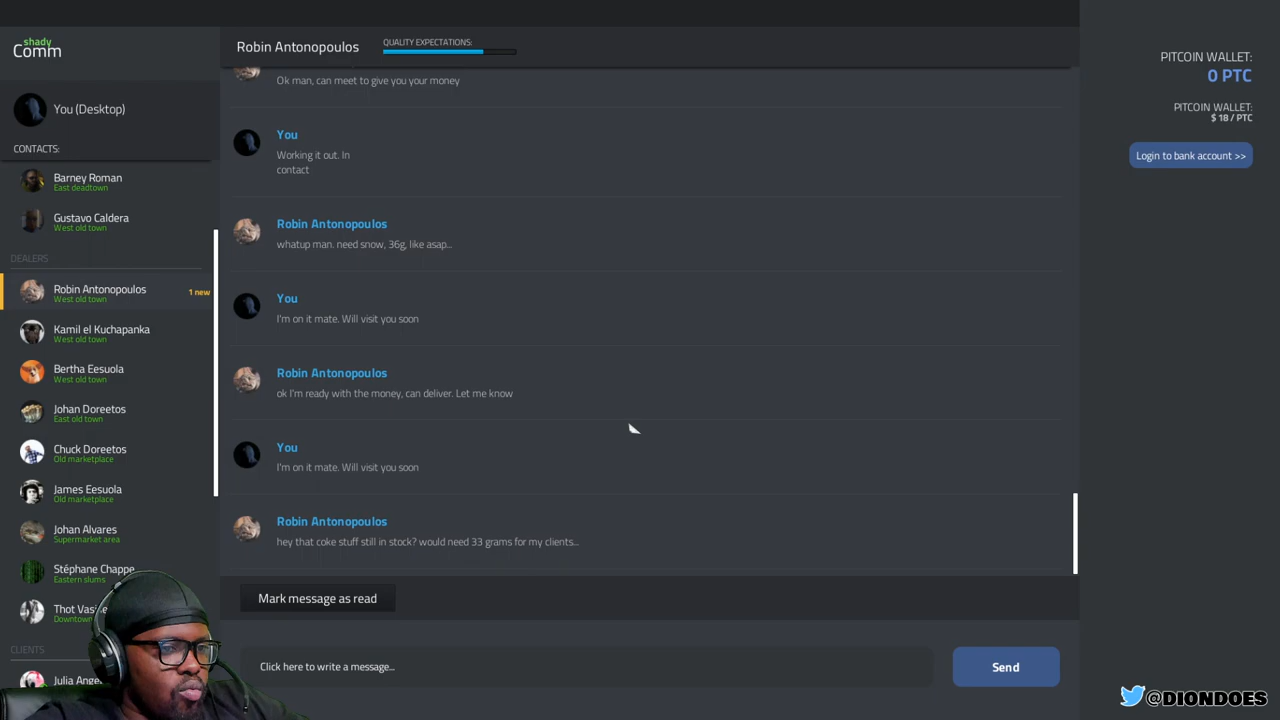 shady
Comm
You (Desktop)
CONTACTS:
Barney Roman
East deadtown
Gustavo Caldera
West old town
DEALERS
Robin Antonopoulos
West old town
1 new
Kamil el Kuchapanka
West old town
Bertha Eesuola
West old town
Johan Doreetos
East old town
Chuck Doreetos
Old marketplace
James Eesuola
Old marketplace
Johan Alvares
Supermarket area
Stéphane Chappe
Eastern slums
Thot
Downtown
CLIENTS
Julia
Robin Antonopoulos
QUALITY EXPECTATIONS:
Ok man, can meet to give you your money
You
Working it out. In
contact
Robin Antonopoulos
whatup man. need snow, 36g, like asap...
You
I'm on it mate. Will visit you soon
Robin Antonopoulos
ok I'm ready with the money, can deliver. Let me know
You
I'm on it mate. Will visit you soon
Robin Antonopoulos
hey that coke stuff still in stock? would need 33 grams for my clients...
Mark message as read
Click here to write a message...
Send
PITCOIN WALLET:
0 PTC
PITCOIN WALLET:
$ 18 / PTC
Login to bank account >>
@DIONDOES